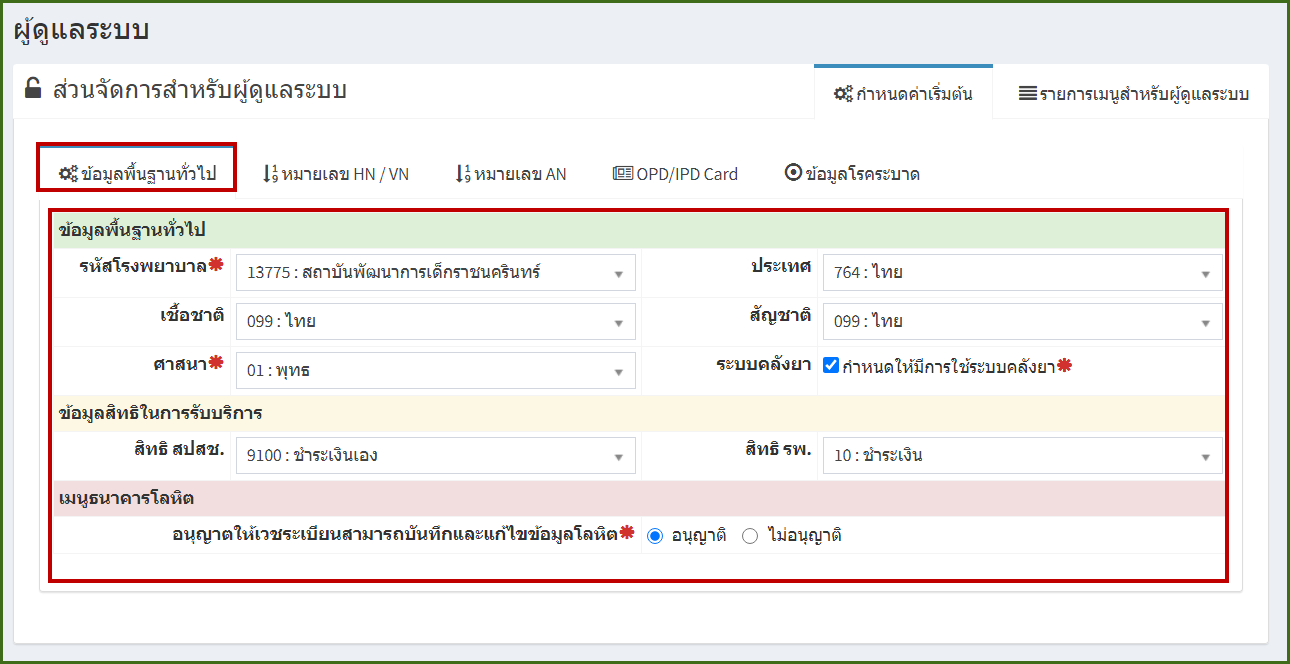 ผู้ดูแลระบบ
ส่วนจัดการสำหรับผู้ดูแลระบบ
กำหนดค่าเริ่มต้น
รายการเมนูสำหรับผู้ดูแลระบบ
ข้อมูลพื้นฐานทั่วไป
หมายเลข HN / VN
หมายเลข AN
OPD/IPD Card
ข้อมูลโรคระบาด
ข้อมูลพื้นฐานทั่วไป
รหัสโรงพยาบาล✱ 13775 : สถาบันพัฒนาการเด็กราชนครินทร์ ประเทศ 764 : ไทย
เชื้อชาติ 099 : ไทย สัญชาติ 099 : ไทย
ศาสนา✱ 01 : พุทธ ระบบคลังยา กำหนดให้มีการใช้ระบบคลังยา✱
ข้อมูลสิทธิในการรับบริการ
สิทธิ สปสช. 9100 : ชำระเงินเอง สิทธิ รพ. 10 : ชำระเงิน
เมนูธนาคารโลหิต
อนุญาตให้เวชระเบียนสามารถบันทึกและแก้ไขข้อมูลโลหิต✱ อนุญาติ ไม่อนุญาติ